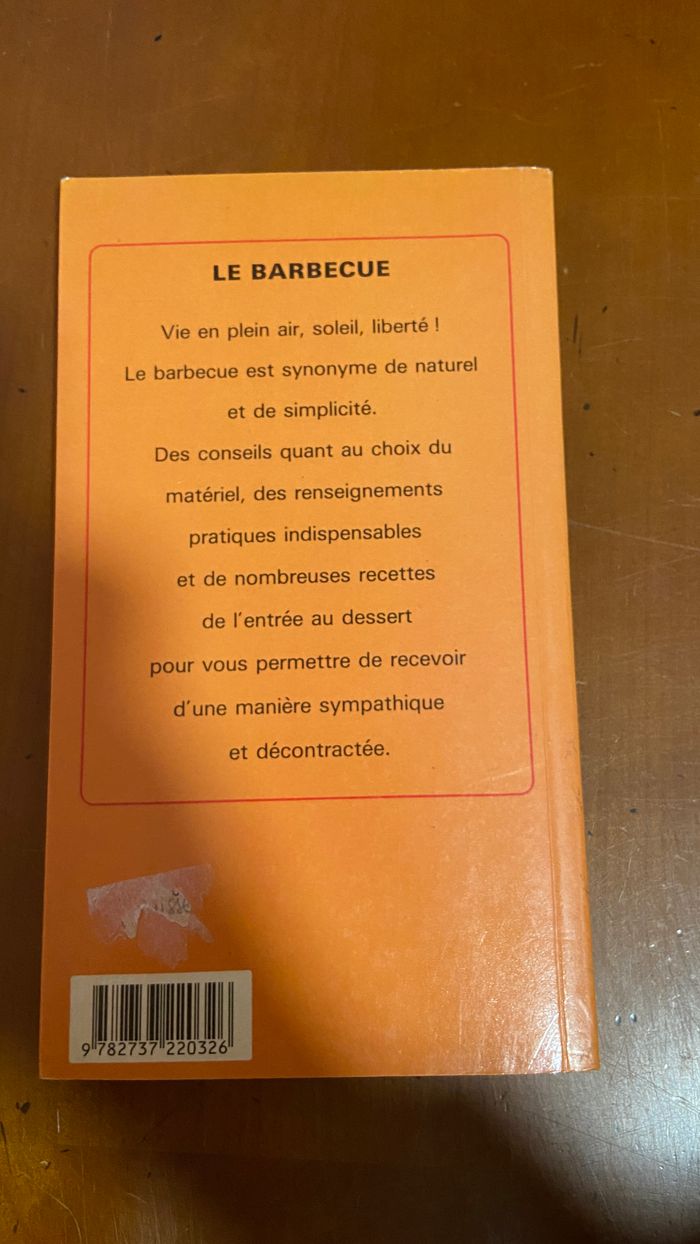 LE BARBECUE
Vie en plein air, soleil, liberté !
Le barbecue est synonyme de naturel
et de simplicité.
Des conseils quant au choix du
matériel, des renseignements
pratiques indispensables
et de nombreuses recettes
de l'entrée au dessert
pour vous permettre de recevoir
d'une manière sympathique
et décontractée.
9 782737 220326